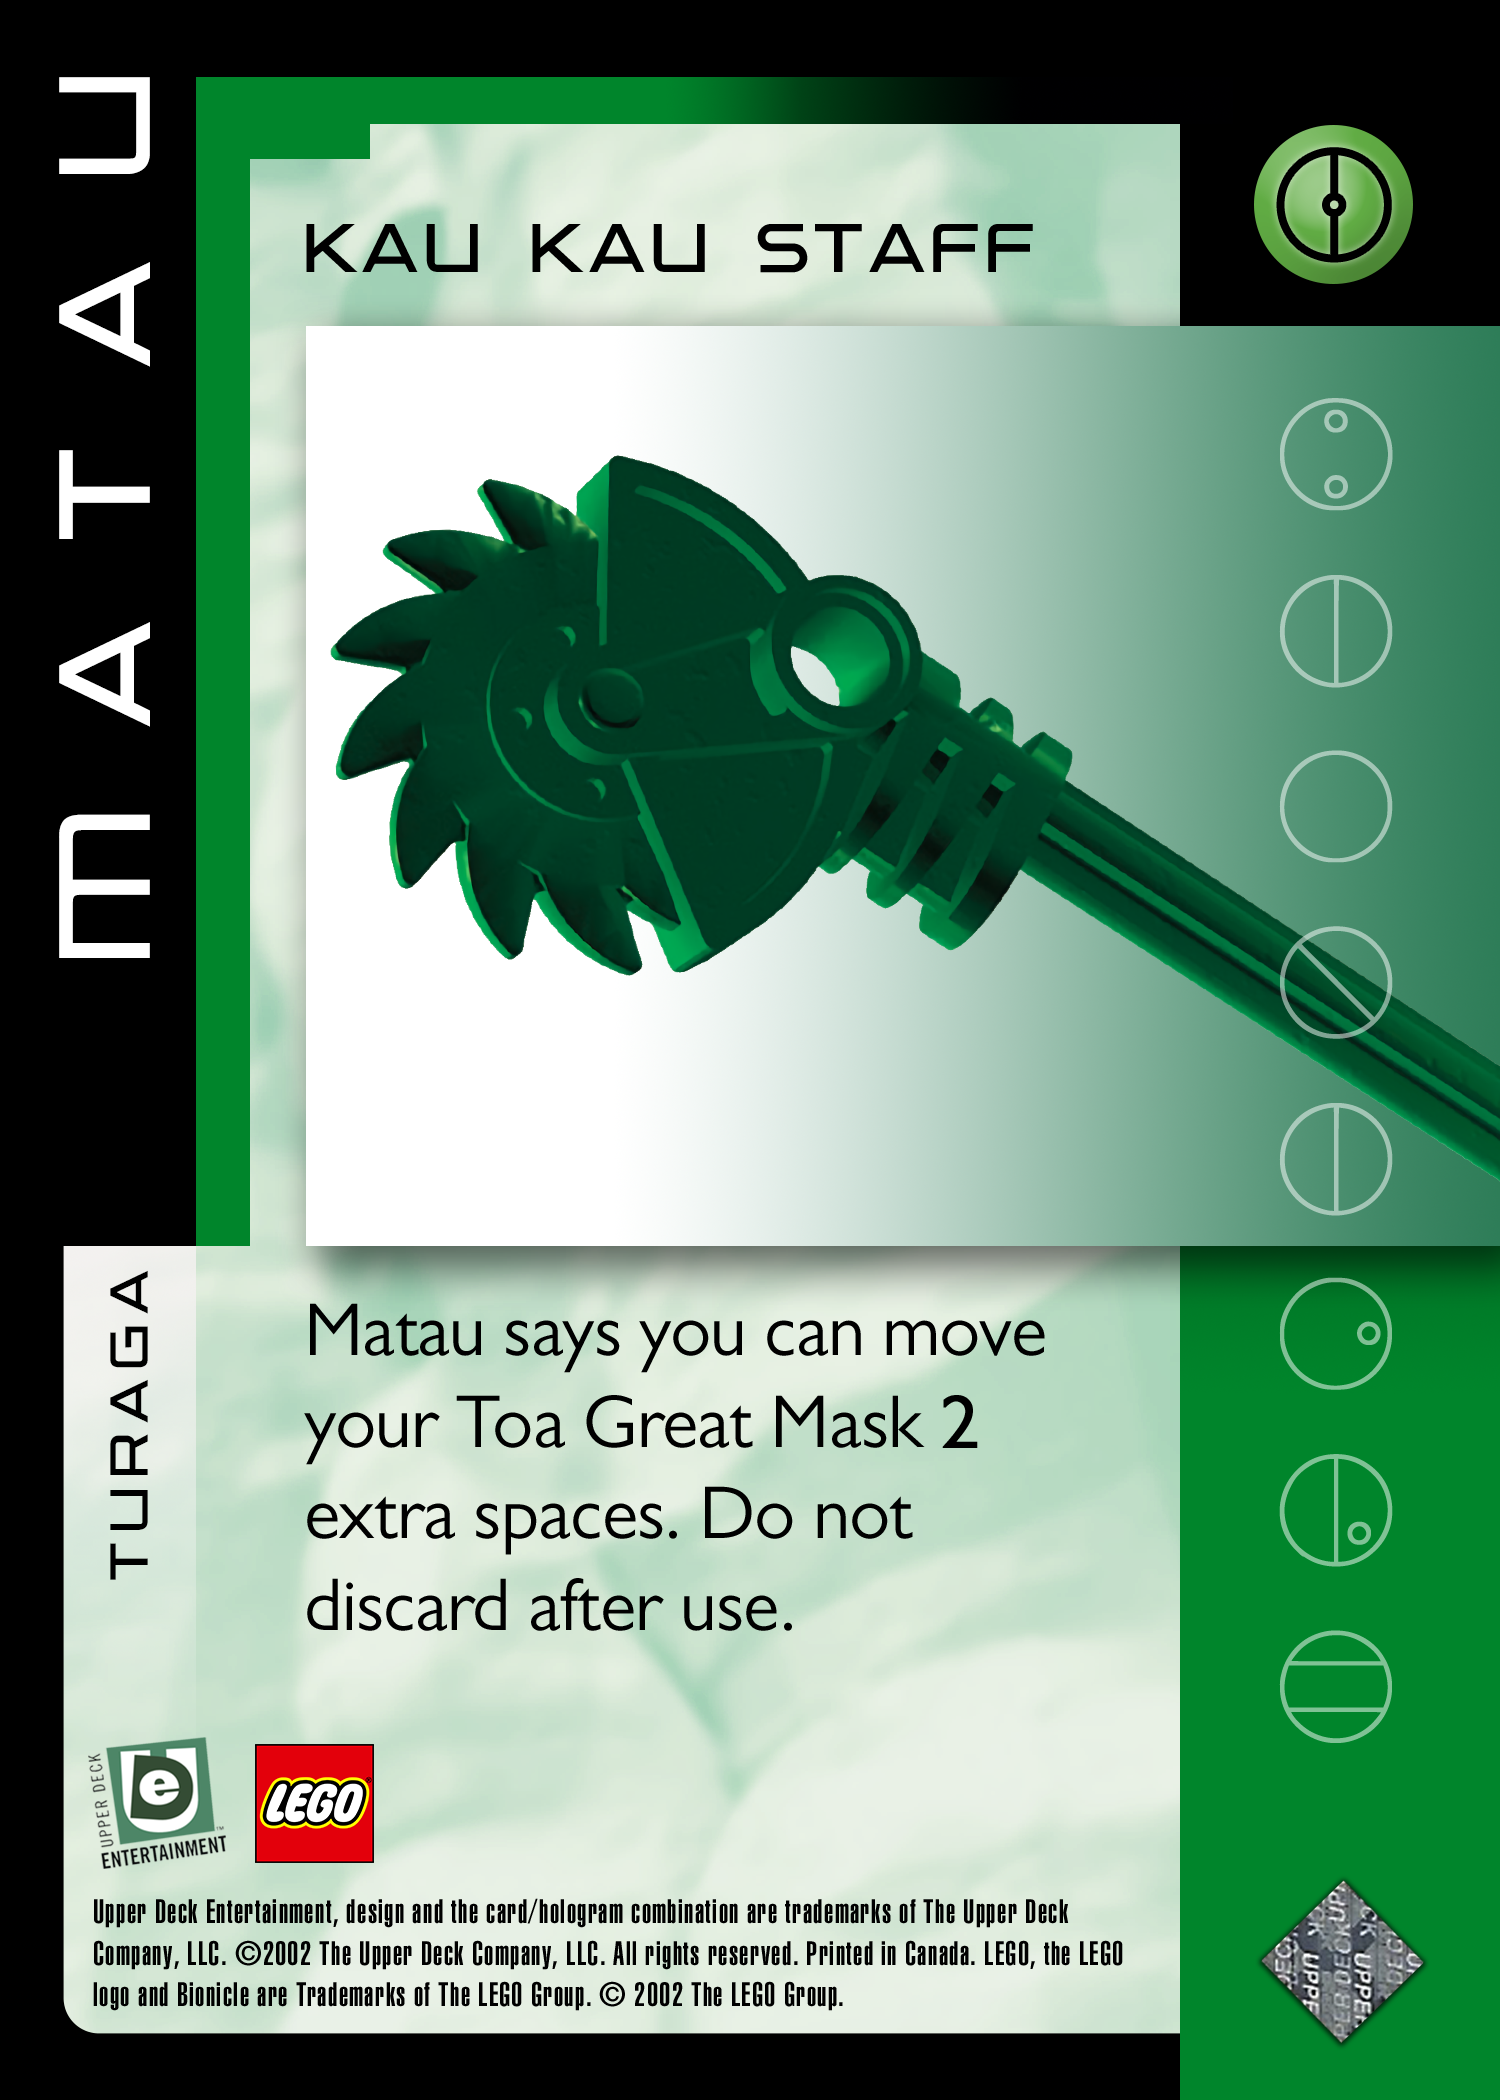 MATAU
KAU KAU STAFF
TURAGA
Matau says you can move
your Toa Great Mask 2
extra spaces. Do not
discard after use.
UPPER DECK
UDe
ENTERTAINMENT
LEGO
Upper Deck Entertainment, design and the card/hologram combination are trademarks of The Upper Deck
Company, LLC. ©2002 The Upper Deck Company, LLC. All rights reserved. Printed in Canada. LEGO, the LEGO
logo and Bionicle are Trademarks of The LEGO Group. © 2002 The LEGO Group.